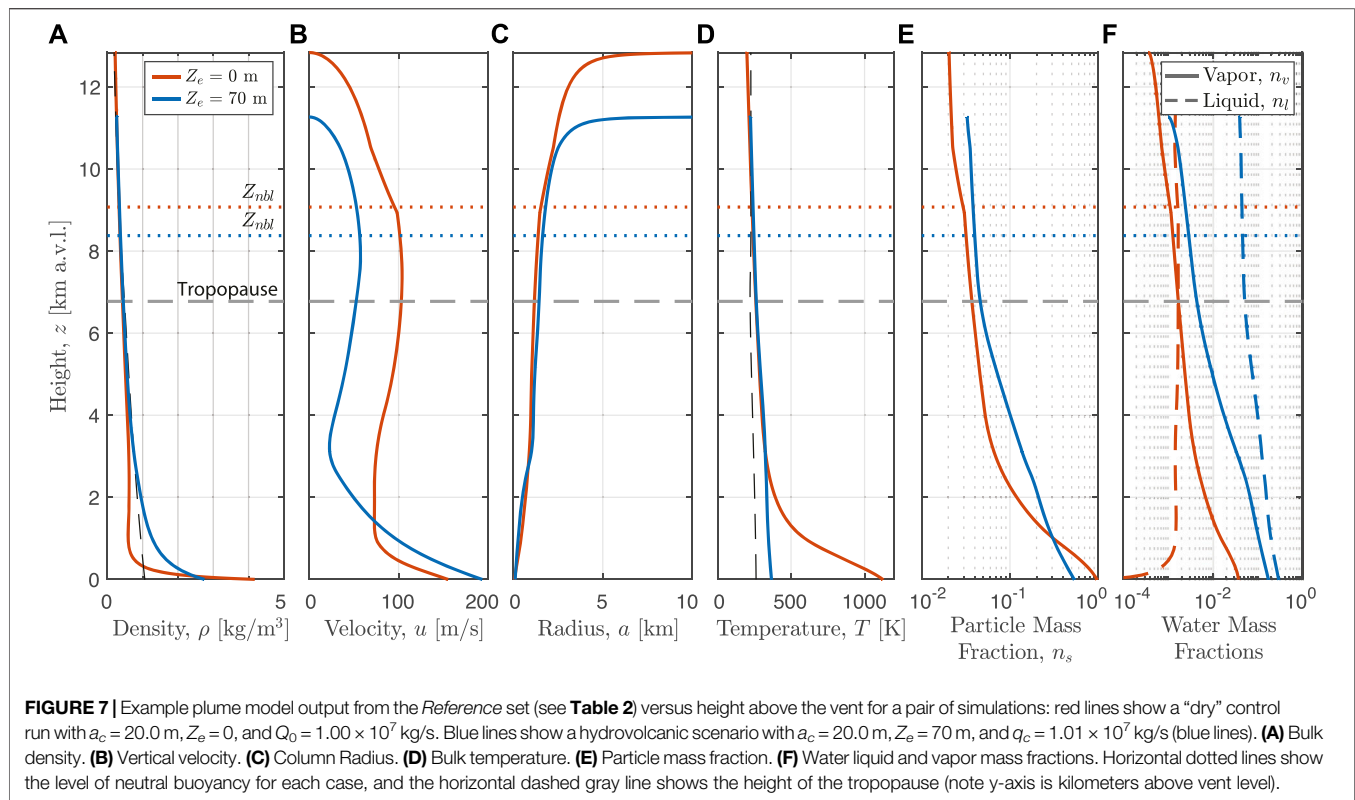 A B C D E F
Z_e = 0 m
Z_e = 70 m
Vapor, n_v
Liquid, n_l
Z_nbl
Z_nbl
Tropopause
Height, z [km a.v.l.]
12
10
8
6
4
2
0
0 5
0 100 200
0 5 10
0 500 1000
10^-2 10^-1 10^0
10^-4 10^-2 10^0
Density, ρ [kg/m³]
Velocity, u [m/s]
Radius, a [km]
Temperature, T [K]
Particle Mass
Fraction, n_s
Water Mass
Fractions
FIGURE 7 | Example plume model output from the Reference set (see Table 2) versus height above the vent for a pair of simulations: red lines show a “dry” control
run with a_c = 20.0 m, Z_e = 0, and Q_0 = 1.00 × 10^7 kg/s. Blue lines show a hydrovolcanic scenario with a_c = 20.0 m, Z_e = 70 m, and q_c = 1.01 × 10^7 kg/s (blue lines). (A) Bulk
density. (B) Vertical velocity. (C) Column Radius. (D) Bulk temperature. (E) Particle mass fraction. (F) Water liquid and vapor mass fractions. Horizontal dotted lines show
the level of neutral buoyancy for each case, and the horizontal dashed gray line shows the height of the tropopause (note y-axis is kilometers above vent level).